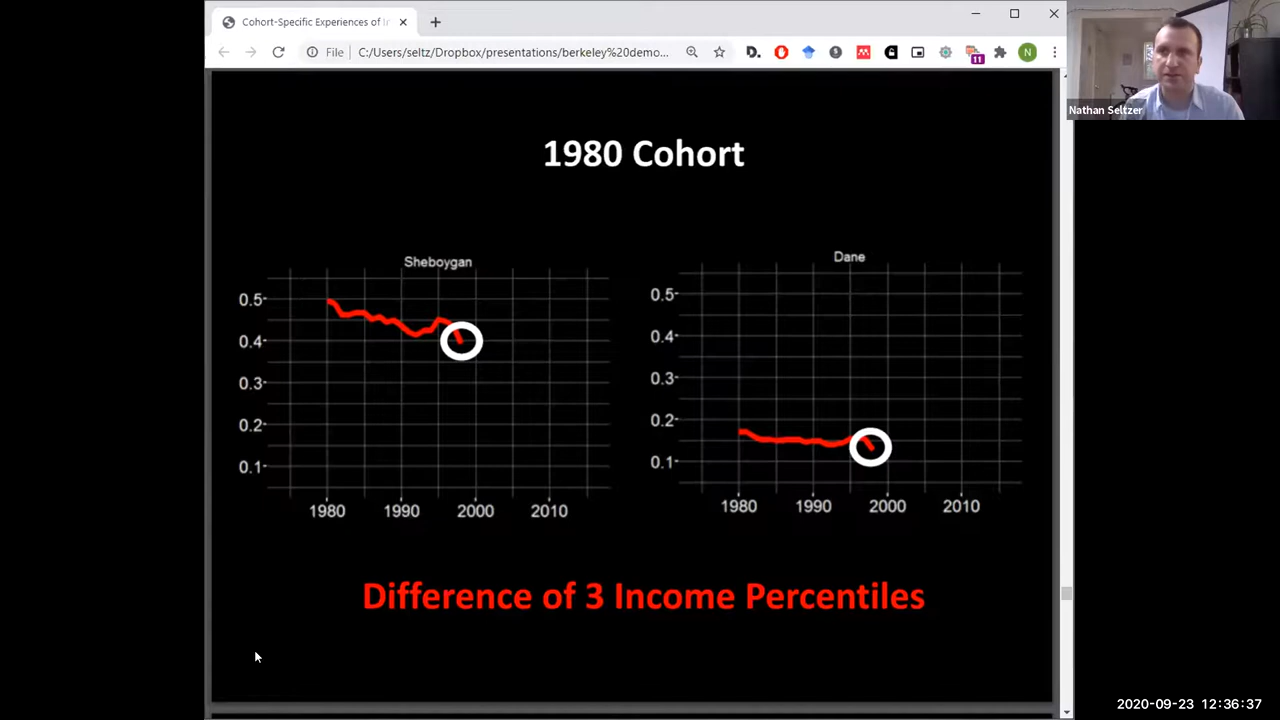 Cohort-Specific Experiences of In
File
C:/Users/seltz/Dropbox/presentations/berkeley%20demo...
11
N
Nathan Seltzer
1980 Cohort
Sheboygan
0.5
0.4
0.3
0.2
0.1
1980 1990 2000 2010
Dane
0.5
0.4
0.3
0.2
0.1
1980 1990 2000 2010
Difference of 3 Income Percentiles
2020-09-23 12:36:37